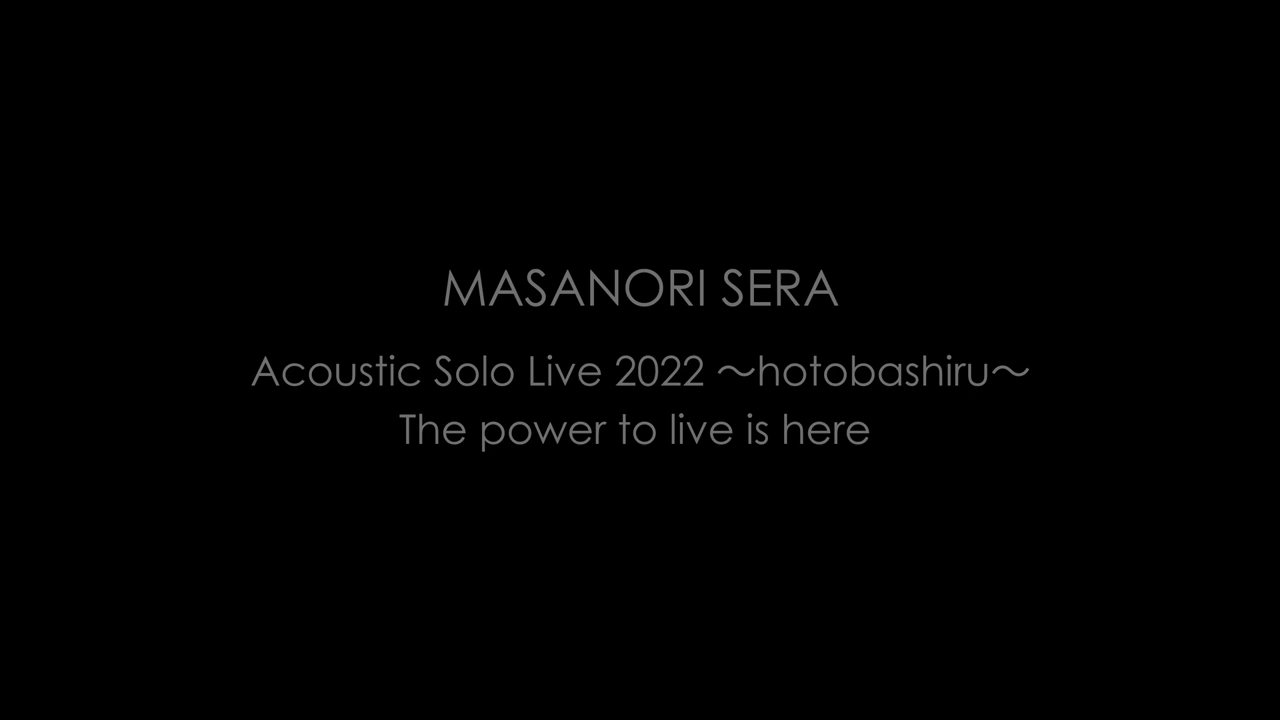 MASANORI SERA
Acoustic Solo Live 2022 〜hotobashiru〜
The power to live is here